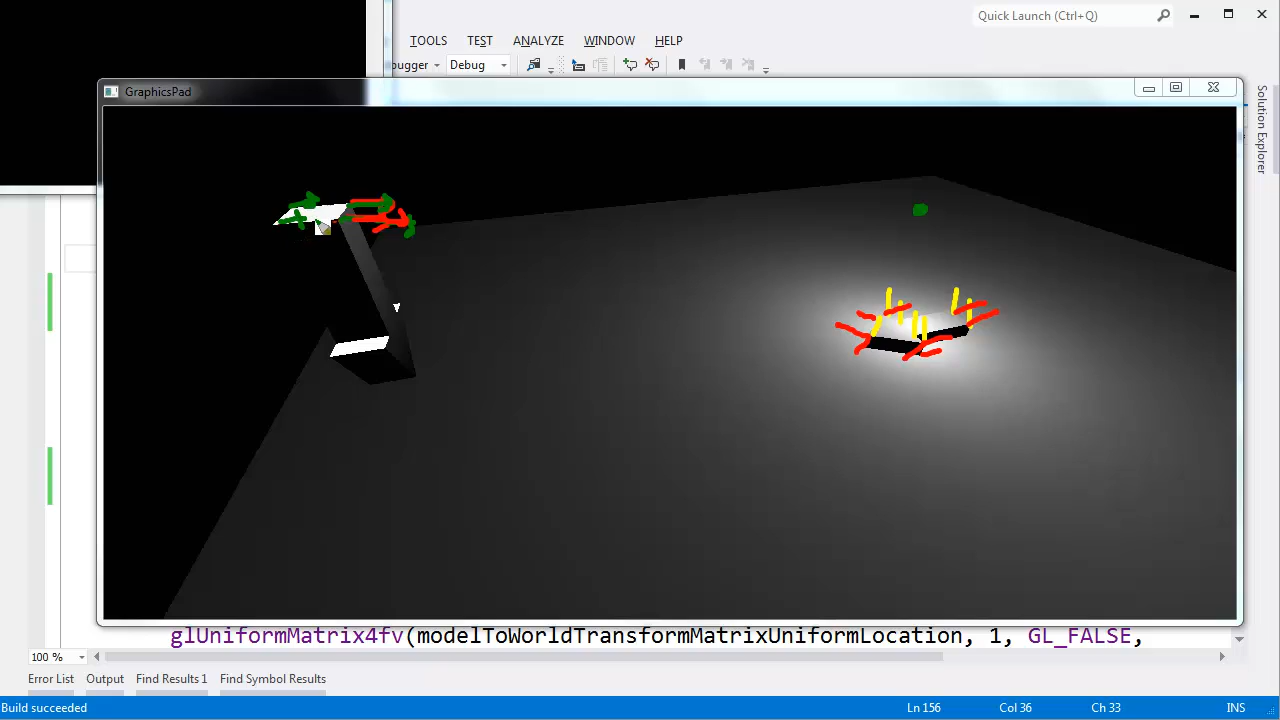 Quick Launch (Ctrl+Q)
TOOLS TEST ANALYZE WINDOW HELP
bugger Debug
GraphicsPad
Solution Explorer
glUniformMatrix4fv(modelToWorldTransformMatrixUniformLocation, 1, GL_FALSE,
100 %
Error List Output Find Results 1 Find Symbol Results
Build succeeded Ln 156 Col 36 Ch 33 INS